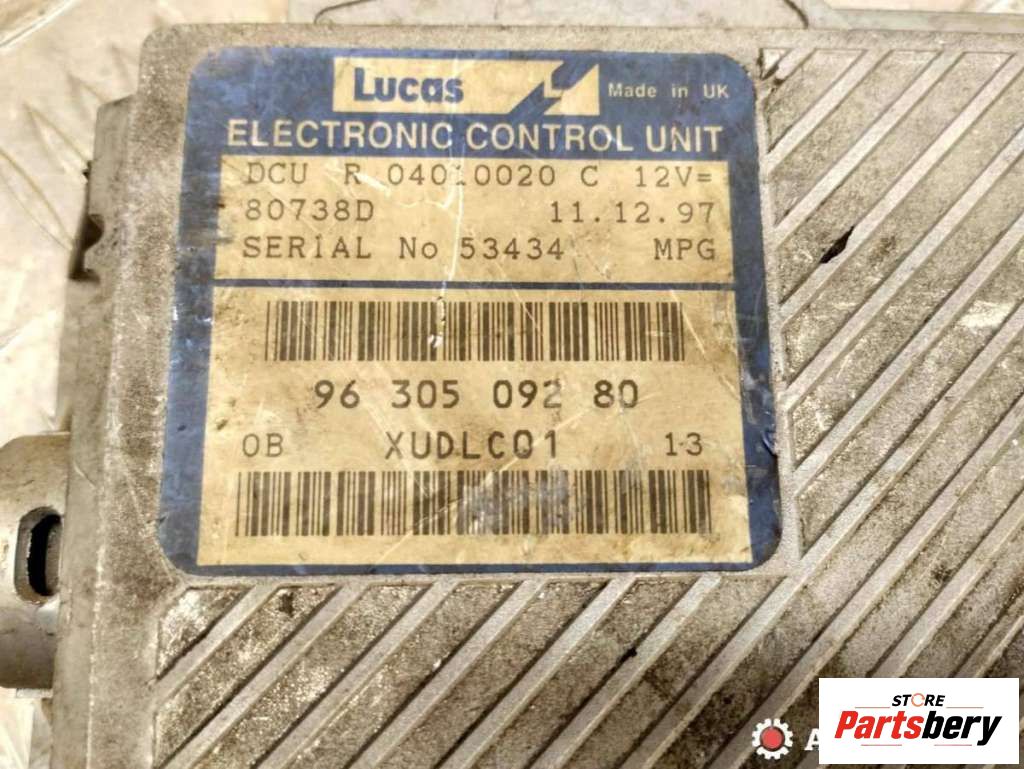 Lucas Made in UK
ELECTRONIC CONTROL UNIT
DCU R 04010020 C 12V=
80738D 11.12.97
SERIAL No 53434 MPG
96 305 092 80
0B XUDLCQ1 13
STORE
Partsbery